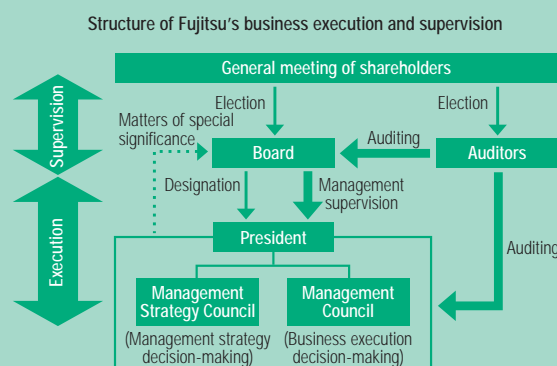 Structure of Fujitsu's business execution and supervision
General meeting of shareholders
Supervision
Election
Election
Matters of special
significance
Auditing
Board
Auditors
Designation
Management
supervision
Execution
President
Auditing
Management
Strategy Council
Management
Council
(Management strategy
decision-making)
(Business execution
decision-making)